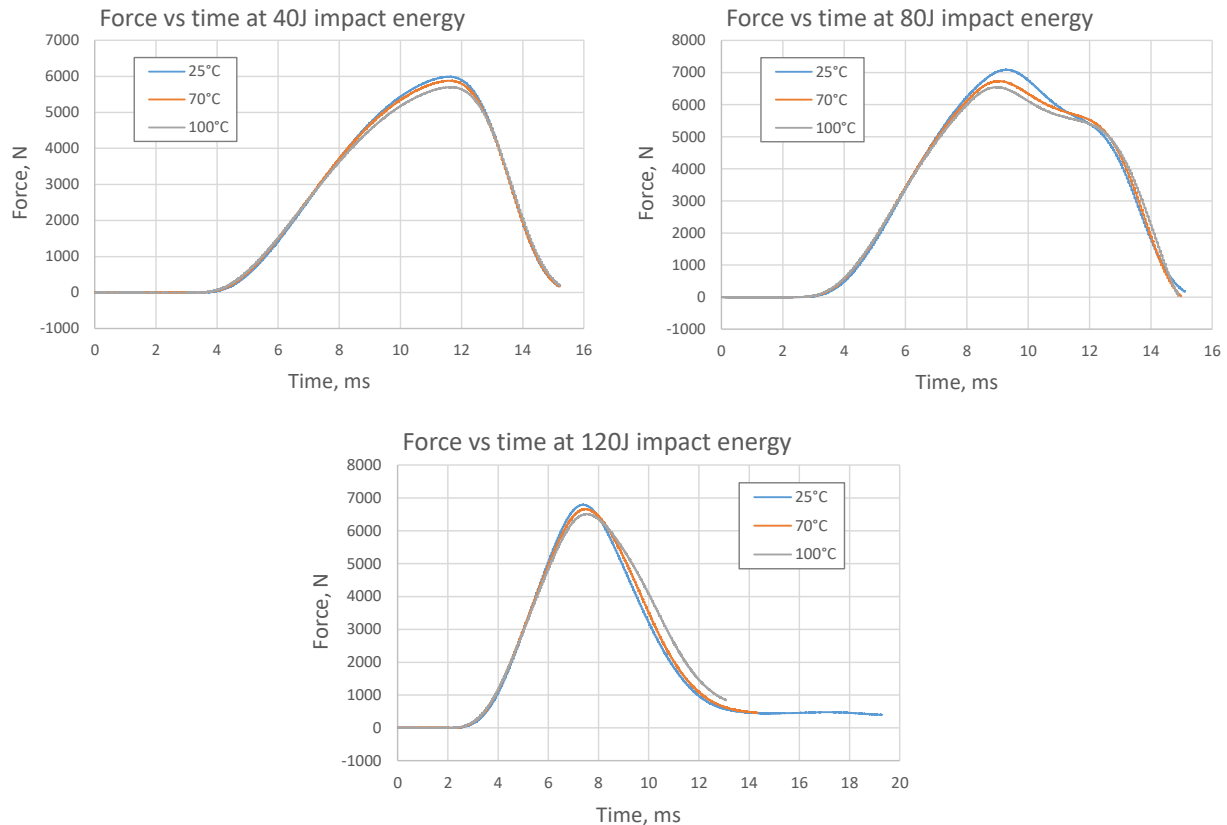 Force vs time at 40J impact energy
7000
6000
5000
4000
3000
2000
1000
0
-1000
Force, N
25°C
70°C
100°C
0 2 4 6 8 10 12 14 16
Time, ms
Force vs time at 80J impact energy
8000
7000
6000
5000
4000
3000
2000
1000
0
-1000
Force, N
25°C
70°C
100°C
0 2 4 6 8 10 12 14 16
Time, ms
Force vs time at 120J impact energy
8000
7000
6000
5000
4000
3000
2000
1000
0
-1000
Force, N
25°C
70°C
100°C
0 2 4 6 8 10 12 14 16 18 20
Time, ms